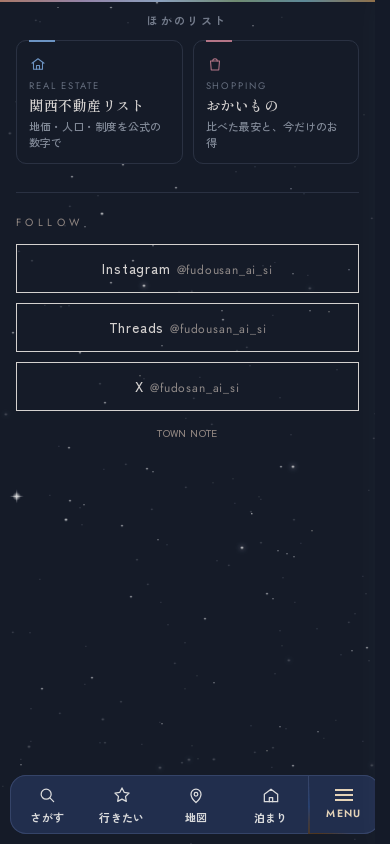 ほかのリスト
REAL ESTATE
関西不動産リスト
地価・人口・制度を公式の
数字で
SHOPPING
おかいもの
比べた最安と、今だけのお
得
FOLLOW
Instagram @fudousan_ai_si
Threads @fudousan_ai_si
X @fudosan_ai_si
TOWN NOTE
さがす
行きたい
地図
泊まり
MENU